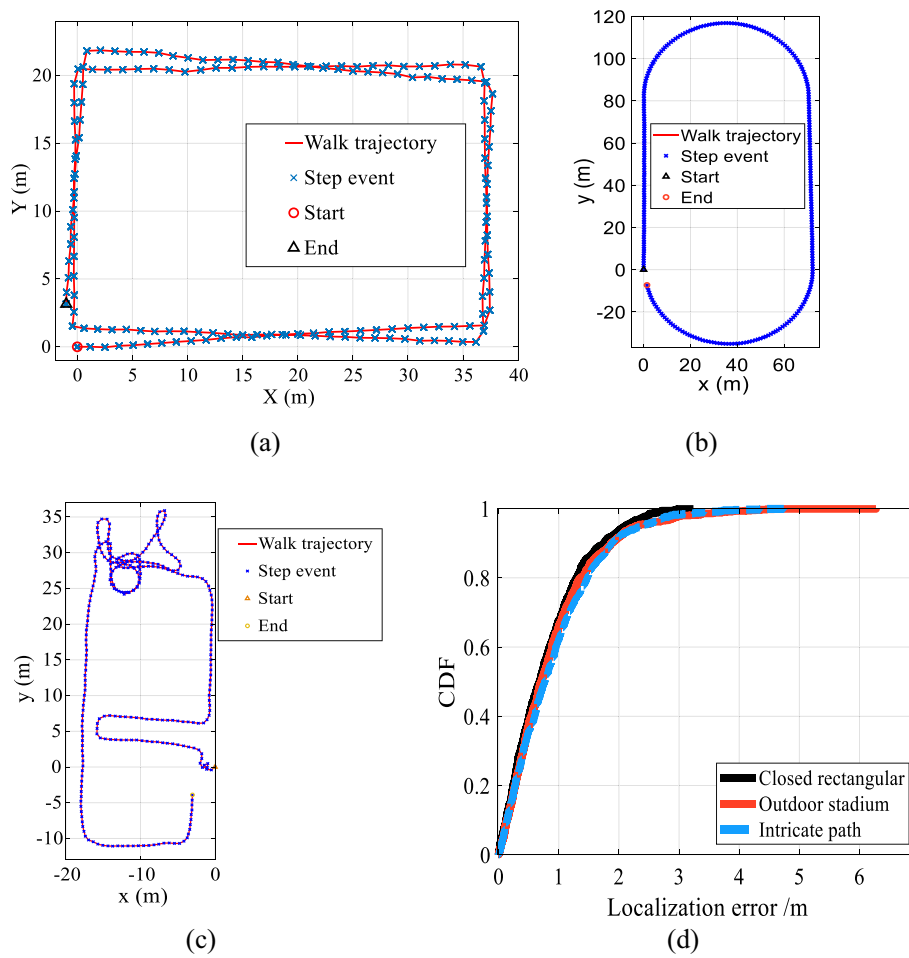 20
15
10
5
0
Y (m)
Walk trajectory
Step event
Start
End
0 5 10 15 20 25 30 35 40
X (m)
(a)
120
100
80
60
40
20
0
-20
y (m)
Walk trajectory
Step event
Start
End
0 20 40 60
x (m)
(b)
35
30
25
20
15
10
5
0
-5
-10
y (m)
Walk trajectory
Step event
Start
End
-20 -10 0
x (m)
(c)
1
0.8
0.6
0.4
0.2
0
CDF
Closed rectangular
Outdoor stadium
Intricate path
0 1 2 3 4 5 6
Localization error /m
(d)